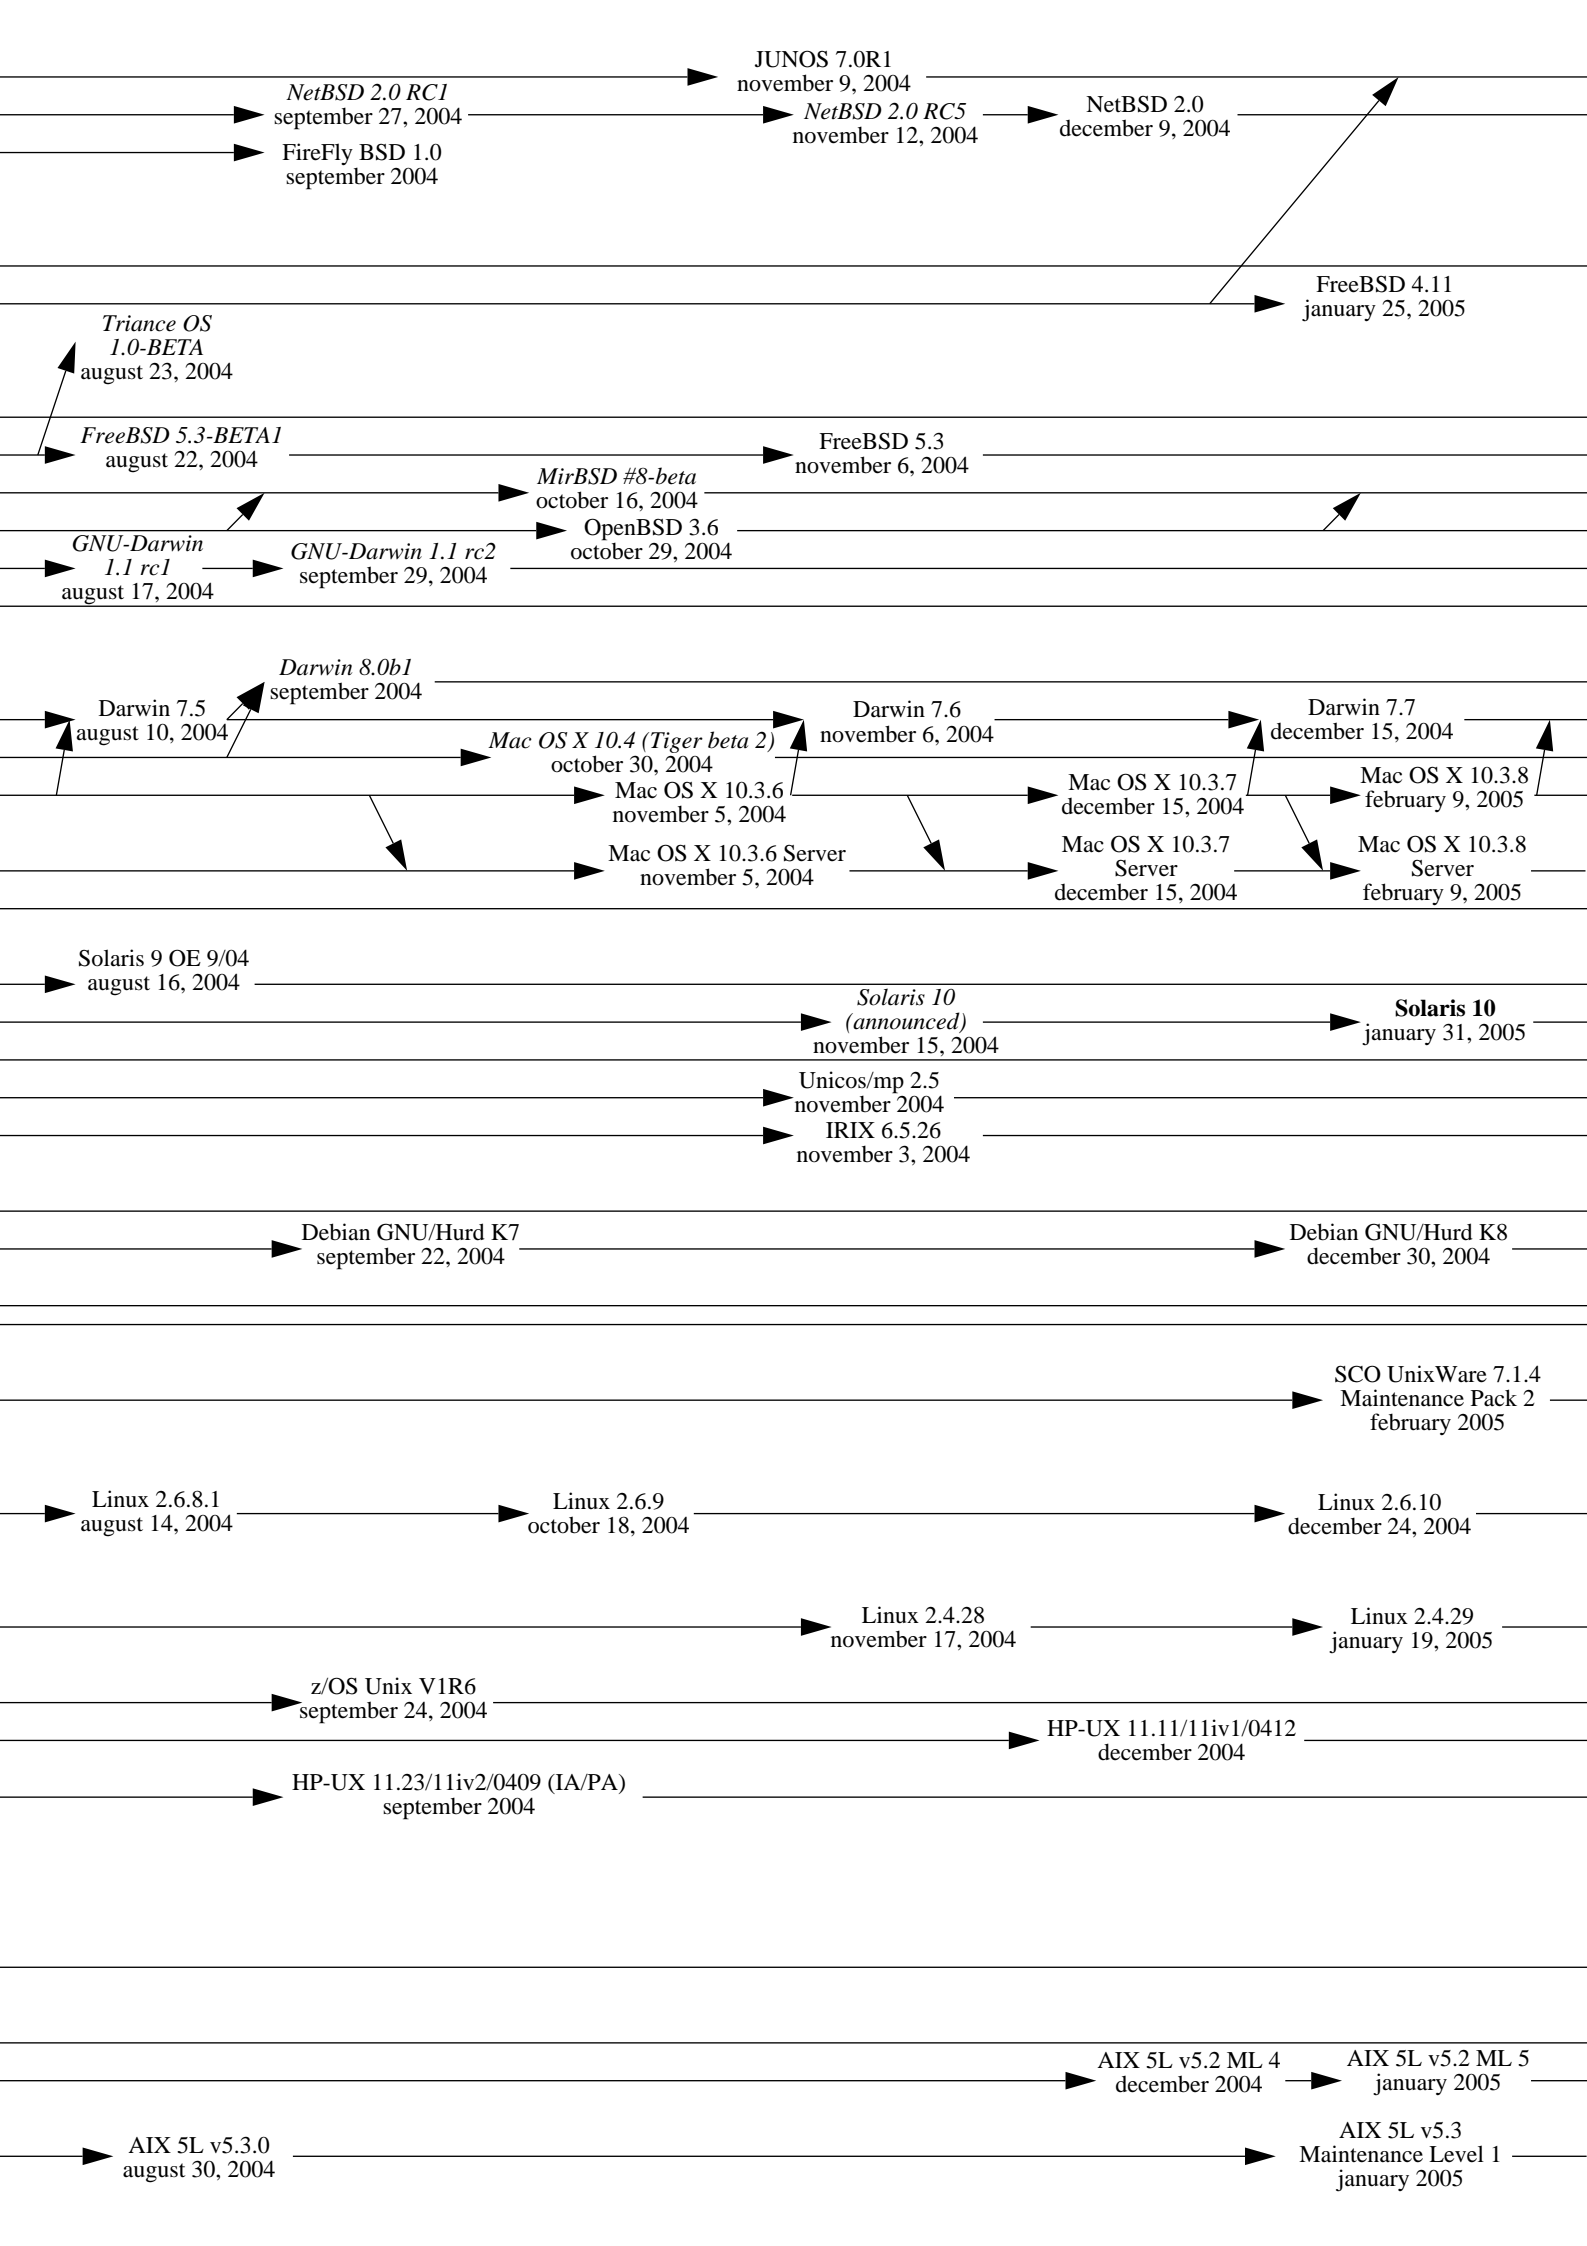 JUNOS 7.0R1
november 9, 2004
NetBSD 2.0 RC1
september 27, 2004
NetBSD 2.0 RC5
november 12, 2004
NetBSD 2.0
december 9, 2004
FireFly BSD 1.0
september 2004
FreeBSD 4.11
january 25, 2005
Triance OS
1.0-BETA
august 23, 2004
FreeBSD 5.3-BETA1
august 22, 2004
FreeBSD 5.3
november 6, 2004
MirBSD #8-beta
october 16, 2004
OpenBSD 3.6
october 29, 2004
GNU-Darwin
1.1 rc1
august 17, 2004
GNU-Darwin 1.1 rc2
september 29, 2004
Darwin 8.0b1
september 2004
Darwin 7.5
august 10, 2004
Darwin 7.6
november 6, 2004
Darwin 7.7
december 15, 2004
Mac OS X 10.4 (Tiger beta 2)
october 30, 2004
Mac OS X 10.3.6
november 5, 2004
Mac OS X 10.3.7
december 15, 2004
Mac OS X 10.3.8
february 9, 2005
Mac OS X 10.3.6 Server
november 5, 2004
Mac OS X 10.3.7
Server
december 15, 2004
Mac OS X 10.3.8
Server
february 9, 2005
Solaris 9 OE 9/04
august 16, 2004
Solaris 10
(announced)
november 15, 2004
Solaris 10
january 31, 2005
Unicos/mp 2.5
november 2004
IRIX 6.5.26
november 3, 2004
Debian GNU/Hurd K7
september 22, 2004
Debian GNU/Hurd K8
december 30, 2004
SCO UnixWare 7.1.4
Maintenance Pack 2
february 2005
Linux 2.6.8.1
august 14, 2004
Linux 2.6.9
october 18, 2004
Linux 2.6.10
december 24, 2004
Linux 2.4.28
november 17, 2004
Linux 2.4.29
january 19, 2005
z/OS Unix V1R6
september 24, 2004
HP-UX 11.11/11iv1/0412
december 2004
HP-UX 11.23/11iv2/0409 (IA/PA)
september 2004
AIX 5L v5.2 ML 4
december 2004
AIX 5L v5.2 ML 5
january 2005
AIX 5L v5.3.0
august 30, 2004
AIX 5L v5.3
Maintenance Level 1
january 2005